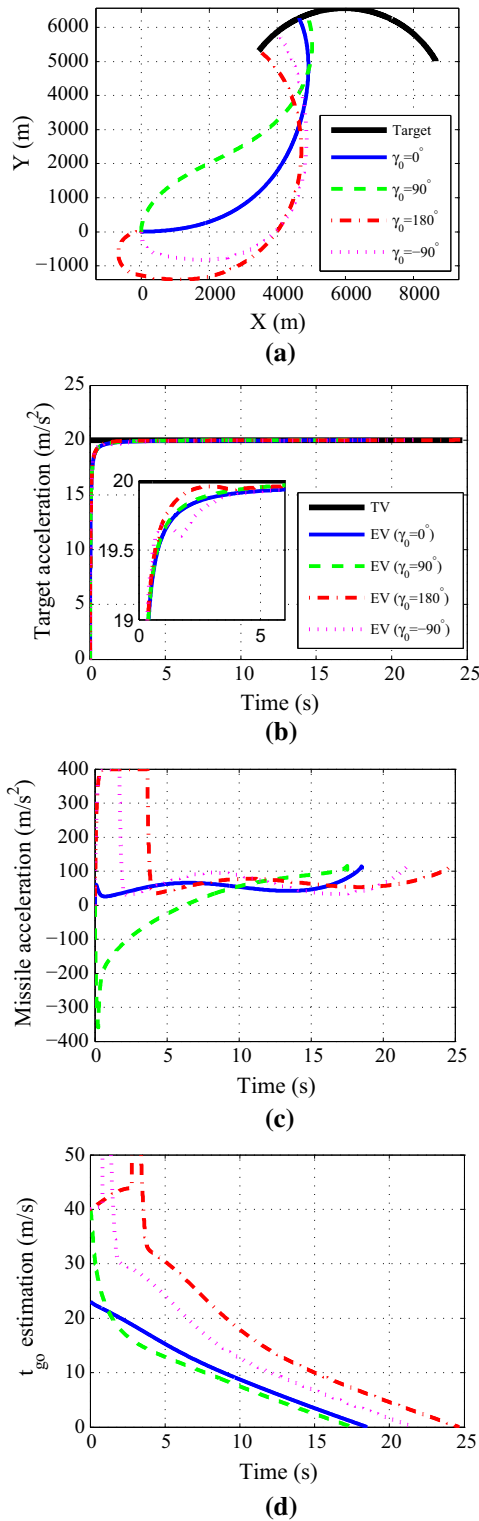 6000
5000
4000
3000
2000
1000
0
−1000
Y (m)
0 2000 4000 6000 8000
X (m)
Target
γ0=0°
γ0=90°
γ0=180°
γ0=−90°
(a)
25
20
15
10
5
0
Target acceleration (m/s²)
20
19.5
19
0 5
TV
EV (γ0=0°)
EV (γ0=90°)
EV (γ0=180°)
EV (γ0=−90°)
0 5 10 15 20 25
Time (s)
(b)
400
300
200
100
0
−100
−200
−300
−400
Missile acceleration (m/s²)
0 5 10 15 20 25
Time (s)
(c)
50
40
30
20
10
0
tgo estimation (m/s)
0 5 10 15 20 25
Time (s)
(d)